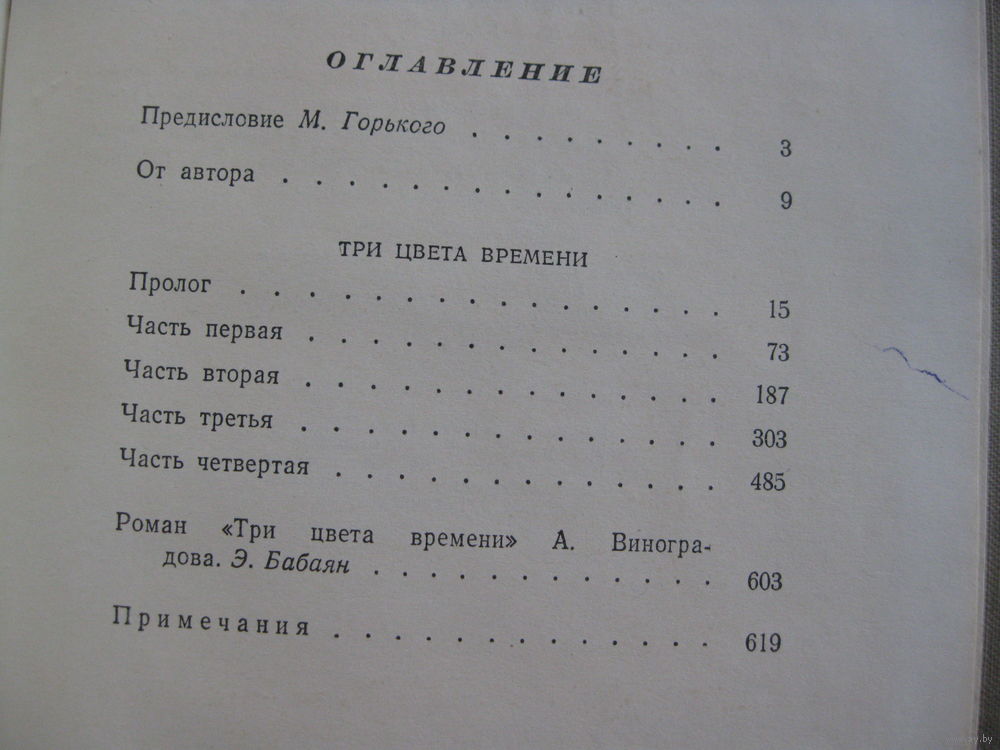 ОГЛАВЛЕНИЕ
Предисловие М. Горького . . . . . . . . . 3
От автора . . . . . . . . . . . . . . 9
ТРИ ЦВЕТА ВРЕМЕНИ
Пролог . . . . . . . . . . . . . . . 15
Часть первая . . . . . . . . . . . . . 73
Часть вторая . . . . . . . . . . . . . 187
Часть третья . . . . . . . . . . . . . 303
Часть четвертая . . . . . . . . . . . . 485
Роман «Три цвета времени» А. Виногра-
дова. Э. Бабаян . . . . . . . . . . . 603
Примечания . . . . . . . . . . . . 619